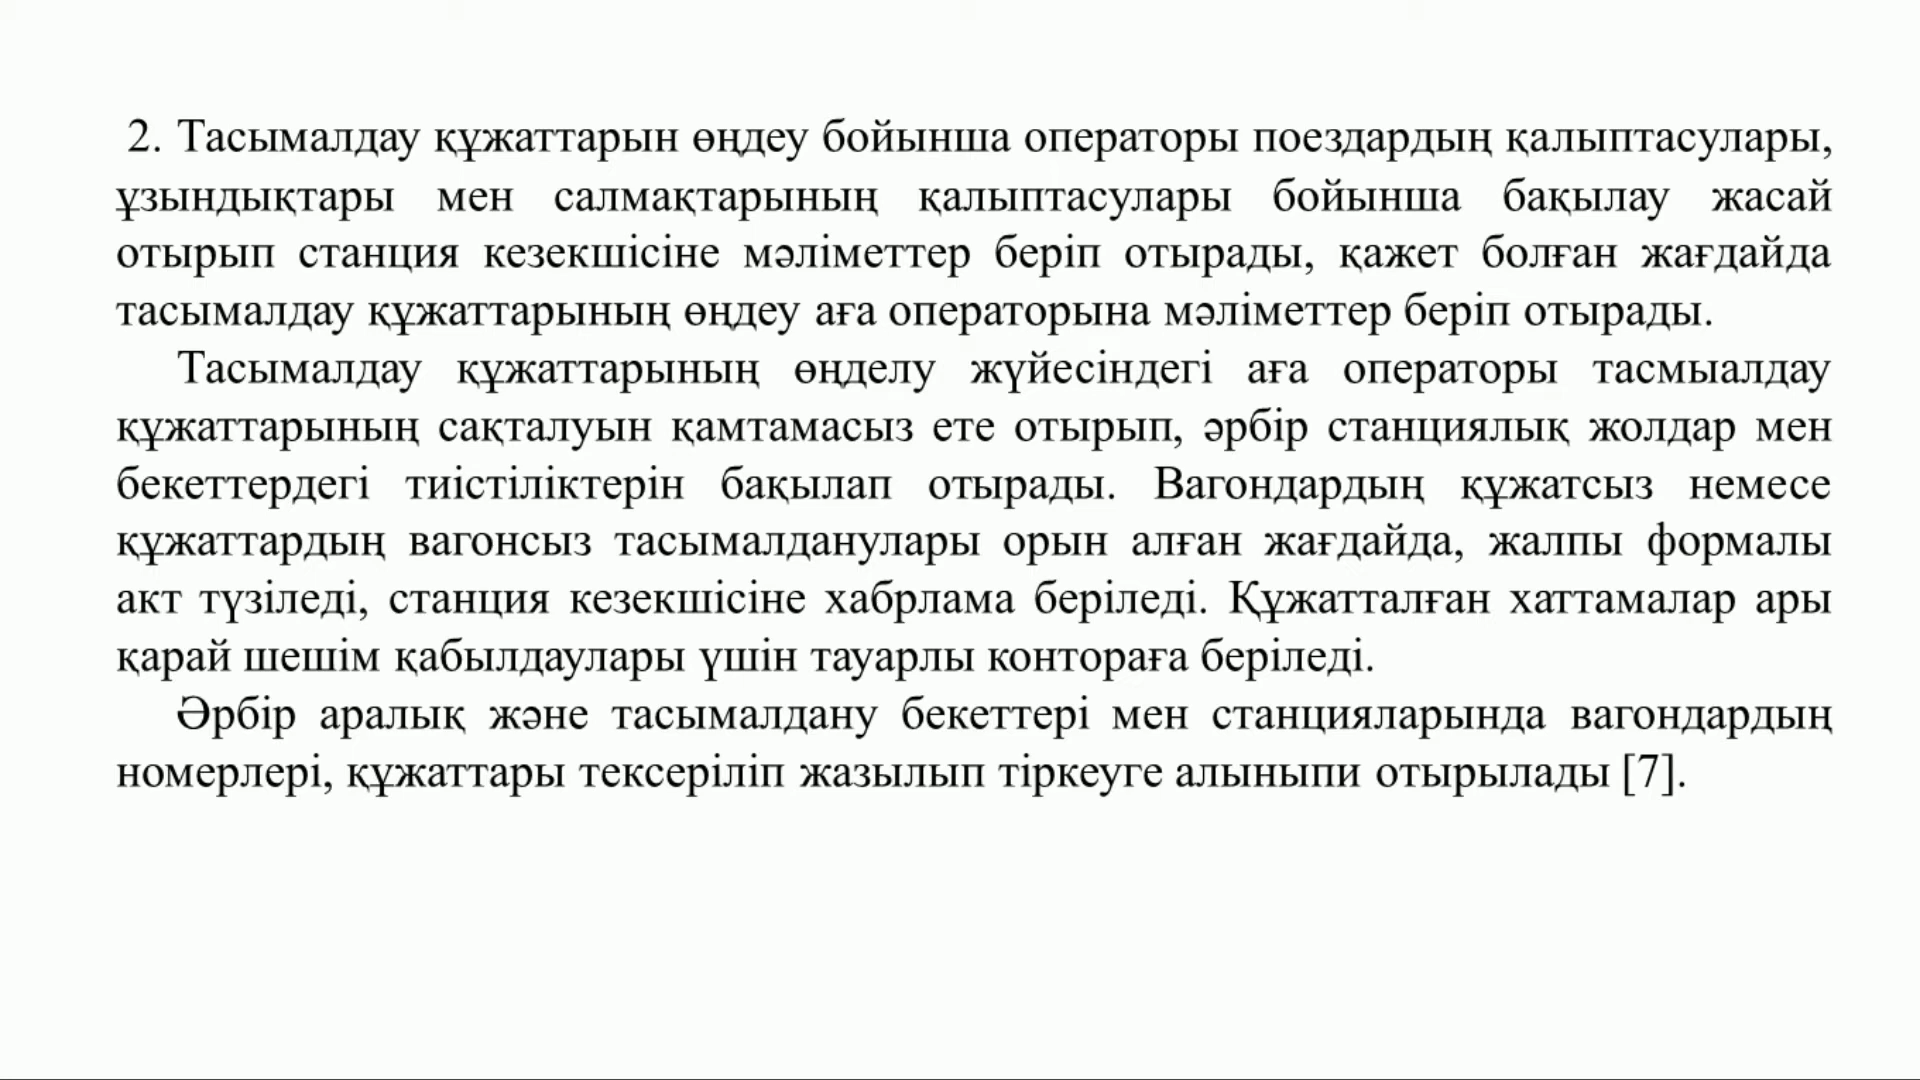 2. Тасымалдау құжаттарын өңдеу бойынша операторы поездардың қалыптасулары,
ұзындықтары мен салмақтарының қалыптасулары бойынша бақылау жасай
отырып станция кезекшісіне мәліметтер беріп отырады, қажет болған жағдайда
тасымалдау құжаттарының өңдеу аға операторына мәліметтер беріп отырады.
Тасымалдау құжаттарының өңделу жүйесіндегі аға операторы тасмыалдау
құжаттарының сақталуын қамтамасыз ете отырып, әрбір станциялық жолдар мен
бекеттердегі тиістіліктерін бақылап отырады. Вагондардың құжатсыз немесе
құжаттардың вагонсыз тасымалданулары орын алған жағдайда, жалпы формалы
акт түзіледі, станция кезекшісіне хабрлама беріледі. Құжатталған хаттамалар ары
қарай шешім қабылдаулары үшін тауарлы контораға беріледі.
Әрбір аралық және тасымалдану бекеттері мен станцияларында вагондардың
номерлері, құжаттары тексеріліп жазылып тіркеуге алыныпи отырылады [7].